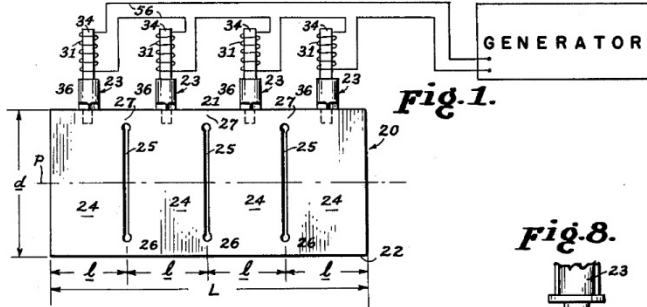 34 56 34 34 34
31 31 31 31
GENERATOR
36 23 36 23 36 23 36 23
Fig.1.
27 21 27 27
20
25 25 25
p
d
24 24 24 24
26 26 26
22
l l l l
L
Fig.8.
23